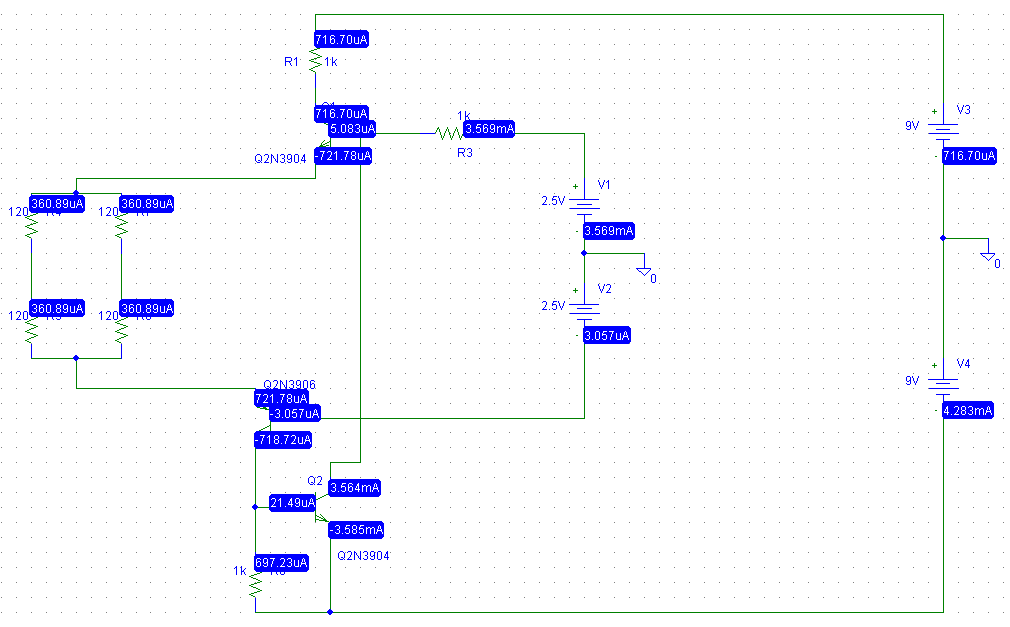 716.70uA
R1
1k
716.70uA
5.083uA
Q2N3904
-721.78uA
1k
3.569mA
R3
V3
9V
+
-
716.70uA
360.89uA
120
360.89uA
120
+
V1
2.5V
3.569mA
0
0
360.89uA
120
360.89uA
120
+
V2
2.5V
-
3.057uA
+
V4
9V
-
4.283mA
Q2N3906
721.78uA
-3.057uA
-718.72uA
Q2
3.564mA
21.49uA
-3.585mA
Q2N3904
697.23uA
1k